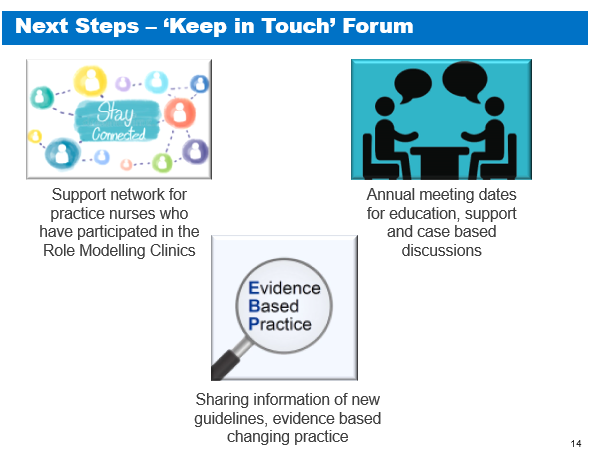 Next Steps – ‘Keep in Touch’ Forum
Stay
Connected
Support network for
practice nurses who
have participated in the
Role Modelling Clinics
Annual meeting dates
for education, support
and case based
discussions
Evidence
Based
Practice
Sharing information of new
guidelines, evidence based
changing practice
14